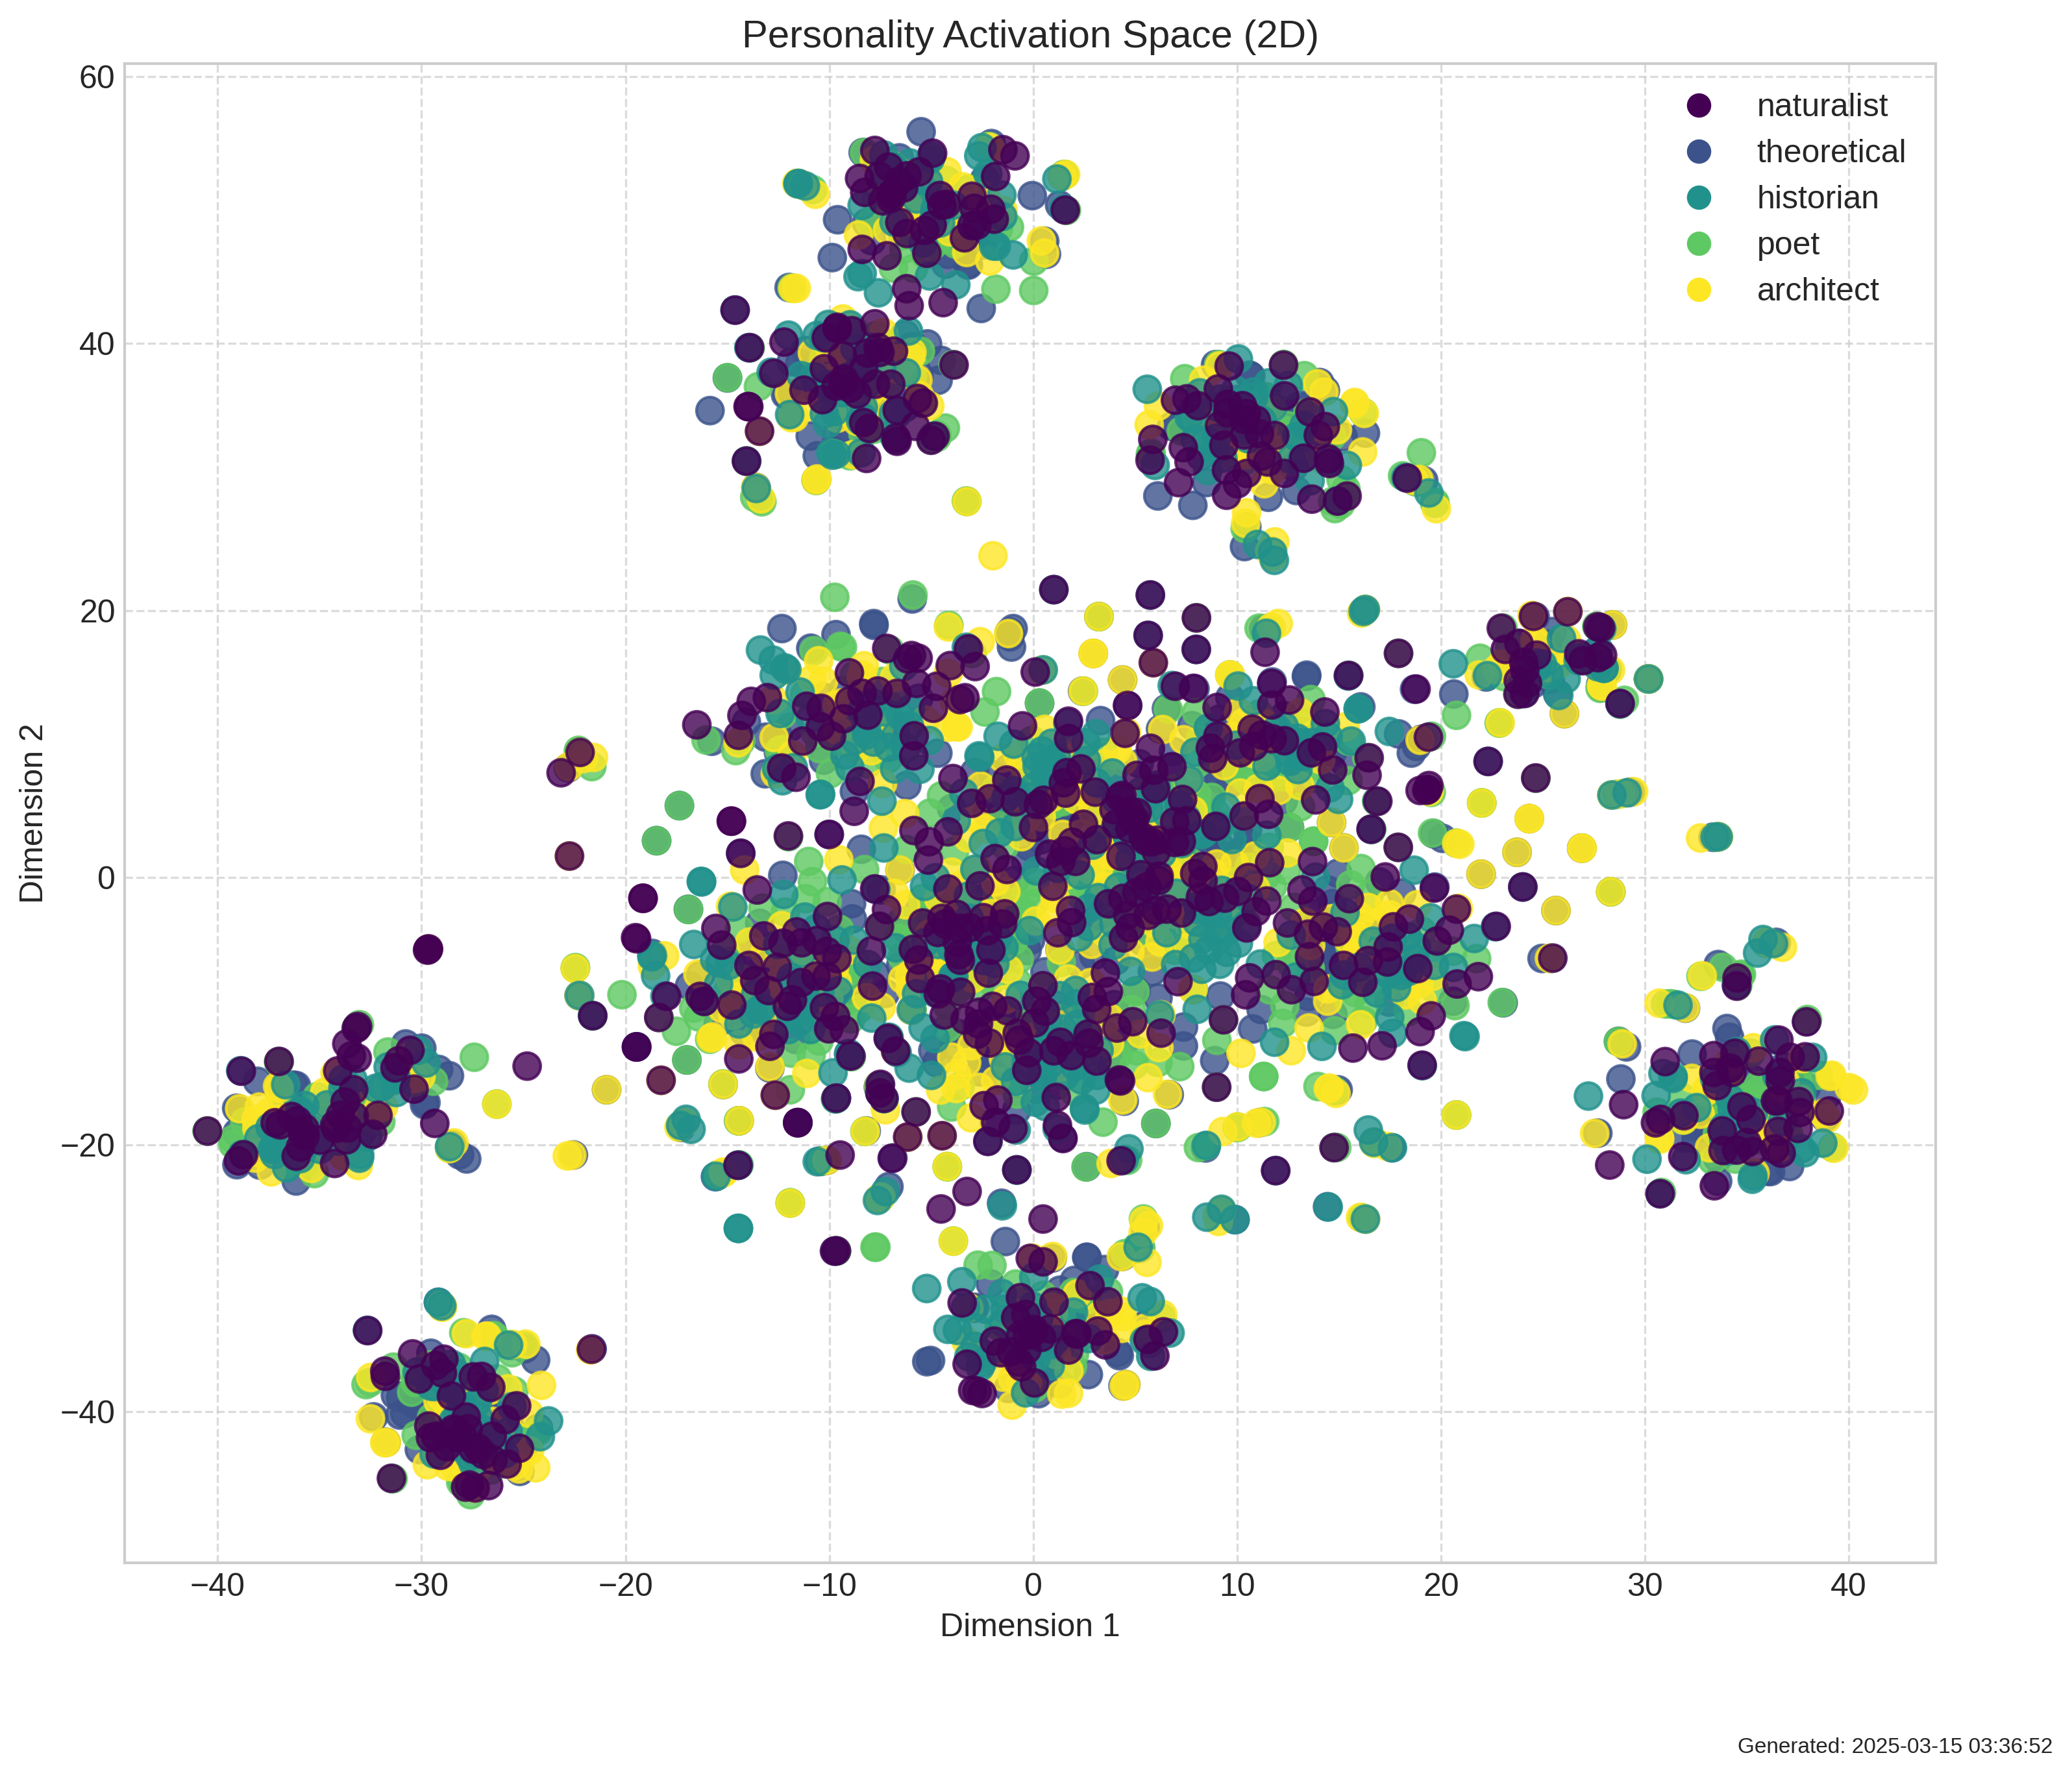 Personality Activation Space (2D)
60
40
20
0
−20
−40
Dimension 2
naturalist
theoretical
historian
poet
architect
−40 −30 −20 −10 0 10 20 30 40
Dimension 1
Generated: 2025-03-15 03:36:52